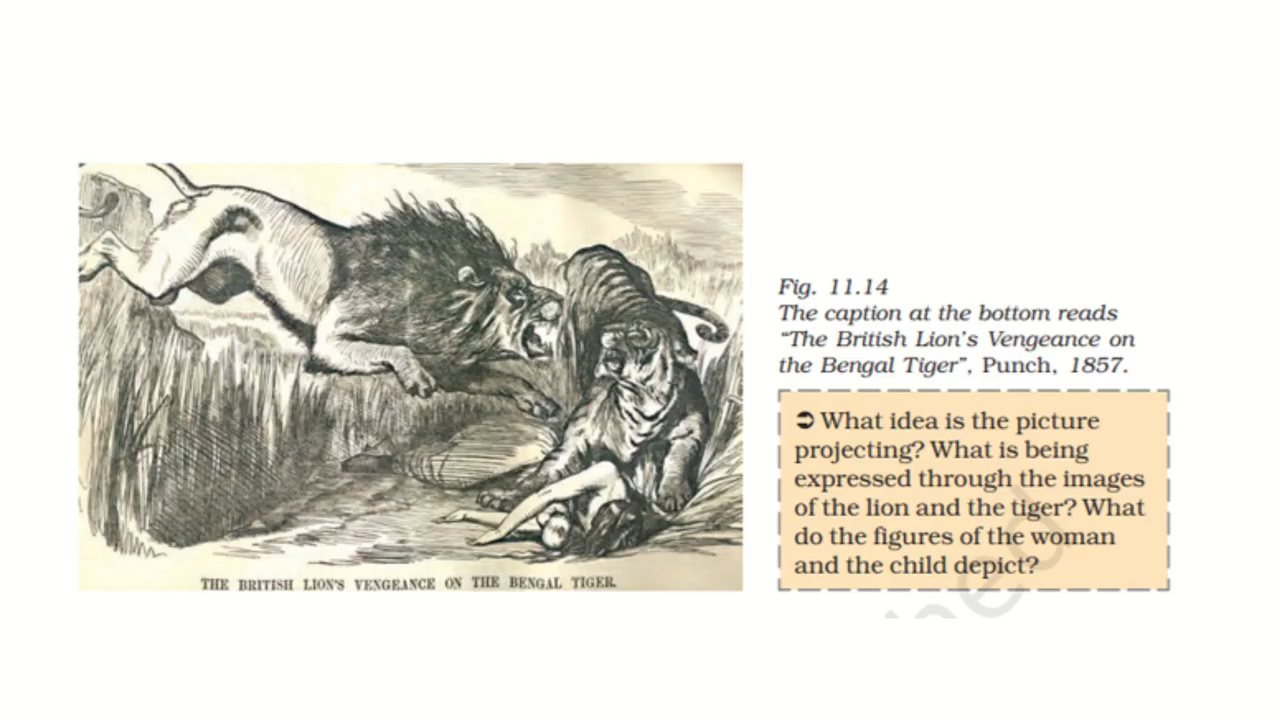 THE BRITISH LION'S VENGEANCE ON THE BENGAL TIGER.
Fig. 11.14
The caption at the bottom reads
“The British Lion’s Vengeance on
the Bengal Tiger”, Punch, 1857.
➲ What idea is the picture
projecting? What is being
expressed through the images
of the lion and the tiger? What
do the figures of the woman
and the child depict?